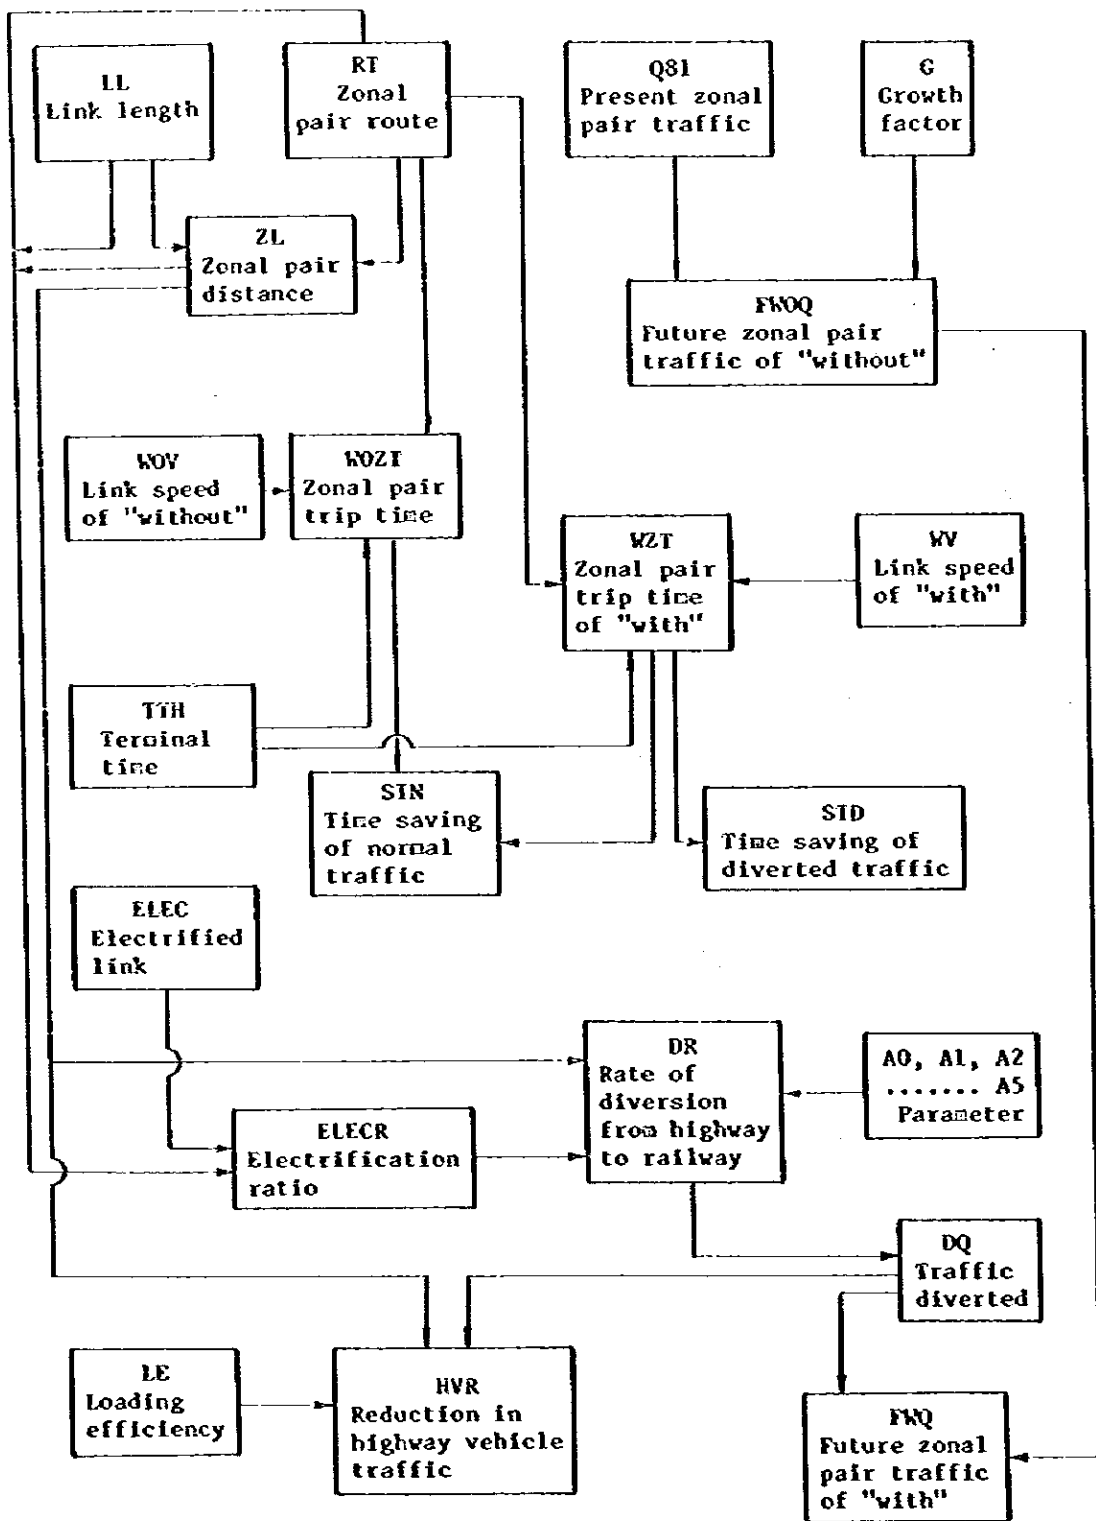 LL
Link length
RT
Zonal
pair route
Q81
Present zonal
pair traffic
G
Growth
factor
ZL
Zonal pair
distance
FWOQ
Future zonal pair
traffic of "without"
WOV
Link speed
of "without"
WOZT
Zonal pair
trip time
WZT
Zonal pair
trip time
of "with"
WV
Link speed
of "with"
TTH
Terminal
time
STN
Time saving
of normal
traffic
STD
Time saving of
diverted traffic
ELEC
Electrified
link
DR
Rate of
diversion
from highway
to railway
A0, A1, A2
....... A5
Parameter
ELECR
Electrification
ratio
DQ
Traffic
diverted
LE
Loading
efficiency
HVR
Reduction in
highway vehicle
traffic
FWQ
Future zonal
pair traffic
of "with"